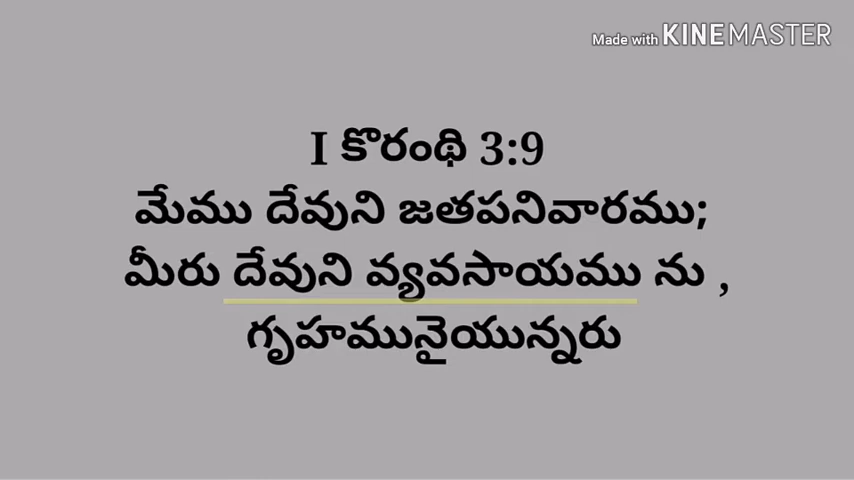 Made with KINEMASTER
I కొరంథి 3:9
మేము దేవుని జతపనివారము;
మీరు దేవుని వ్యవసాయము ను ,
గృహమునైయున్నరు